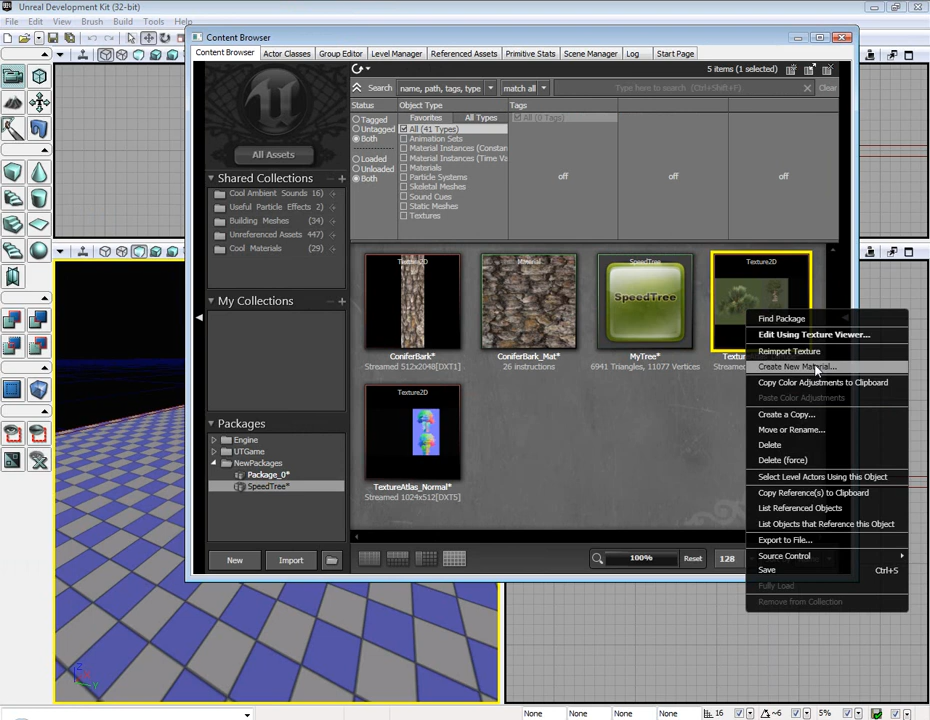 Unreal Development Kit (32-bit)
File Edit View Brush Build Tools Help
Content Browser
Content Browser Actor Classes Group Editor Level Manager Referenced Assets Primitive Stats Scene Manager Log Start Page
5 items (1 selected)
Search name, path, tags, type match all Type here to search (Ctrl+Shift+F) Clear
Status Object Type Tags
Tagged Favorites All Types All (0 Tags)
Untagged All (41 Types)
Both Animation Sets
Material Instances (Constan
Loaded Material Instances (Time Va
Unloaded Materials
Both Particle Systems off off off
Skeletal Meshes
Sound Cues
Static Meshes
Textures
All Assets
Shared Collections
Cool Ambient Sounds 16)
Useful Particle Effects 2)
Building Meshes (34)
Unreferenced Assets 447)
Cool Materials (29)
My Collections
Packages
Engine
UTGame
NewPackages
Package_0*
SpeedTree*
New Import
Texture2D Material SpeedTree Texture2D
SpeedTree
ConiferBark* ConiferBark_Mat* MyTree* Textur
Streamed 512x2048[DXT1] 26 instructions 6941 Triangles, 11077 Vertices Streamed
Texture2D
TextureAtlas_Normal*
Streamed 1024x512[DXT5]
100% Reset 128
Find Package
Edit Using Texture Viewer...
Reimport Texture
Create New Material...
Copy Color Adjustments to Clipboard
Paste Color Adjustments
Create a Copy...
Move or Rename...
Delete
Delete (force)
Select Level Actors Using this Object
Copy Reference(s) to Clipboard
List Referenced Objects
List Objects that Reference this Object
Export to File...
Source Control
Save Ctrl+S
Fully Load
Remove from Collection
Z
Y
None None None None 16 ~6 5%